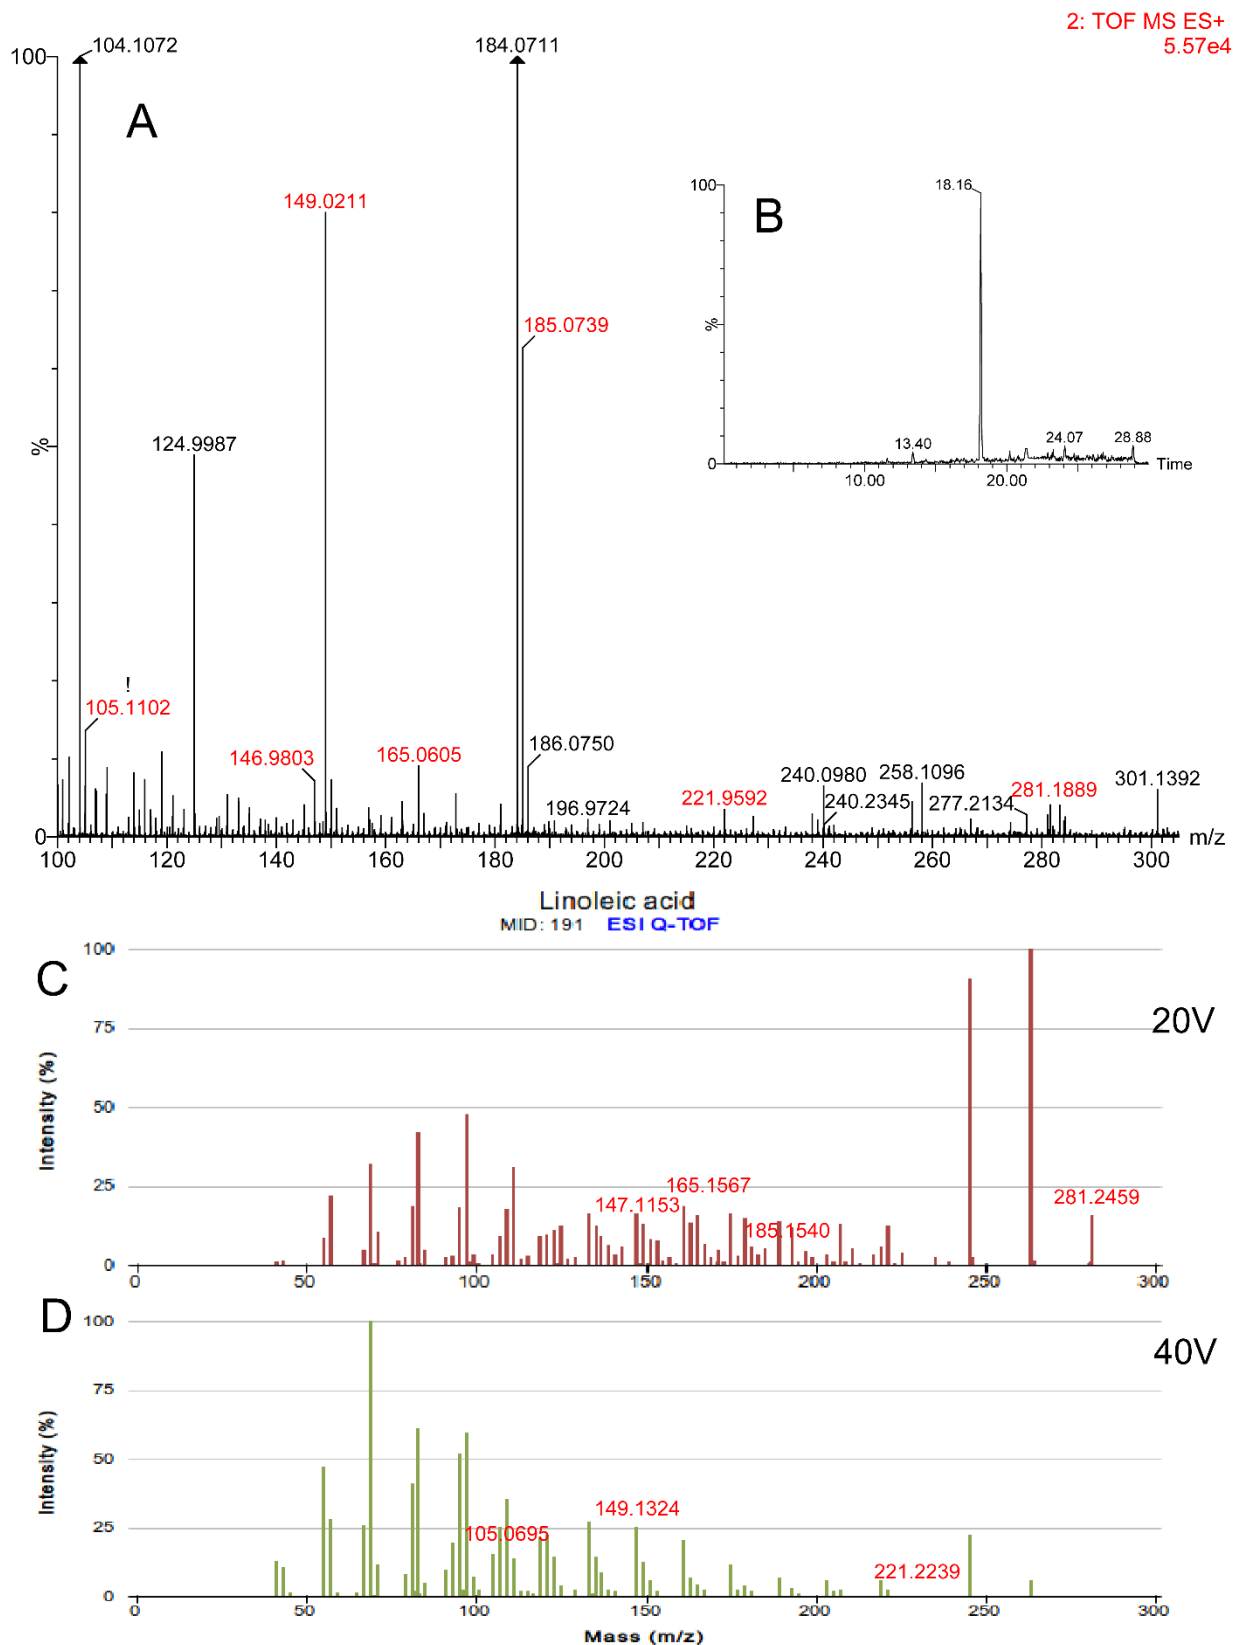 2: TOF MS ES+
5.57e4
100
104.1072
184.0711
A
149.0211
185.0739
124.9987
%
!
105.1102
146.9803
165.0605
186.0750
196.9724
221.9592
240.0980
240.2345
258.1096
277.2134
281.1889
301.1392
0
100 120 140 160 180 200 220 240 260 280 300 m/z
B
100
18.16
%
13.40
24.07
28.88
0
10.00 20.00 Time
Linoleic acid
MID: 191 ESI Q-TOF
C
20V
Intensity (%)
100
75
50
25
0
147.1153
165.1567
185.1540
281.2459
0 50 100 150 200 250 300
D
40V
Intensity (%)
100
75
50
25
0
105.0695
149.1324
221.2239
0 50 100 150 200 250 300
Mass (m/z)